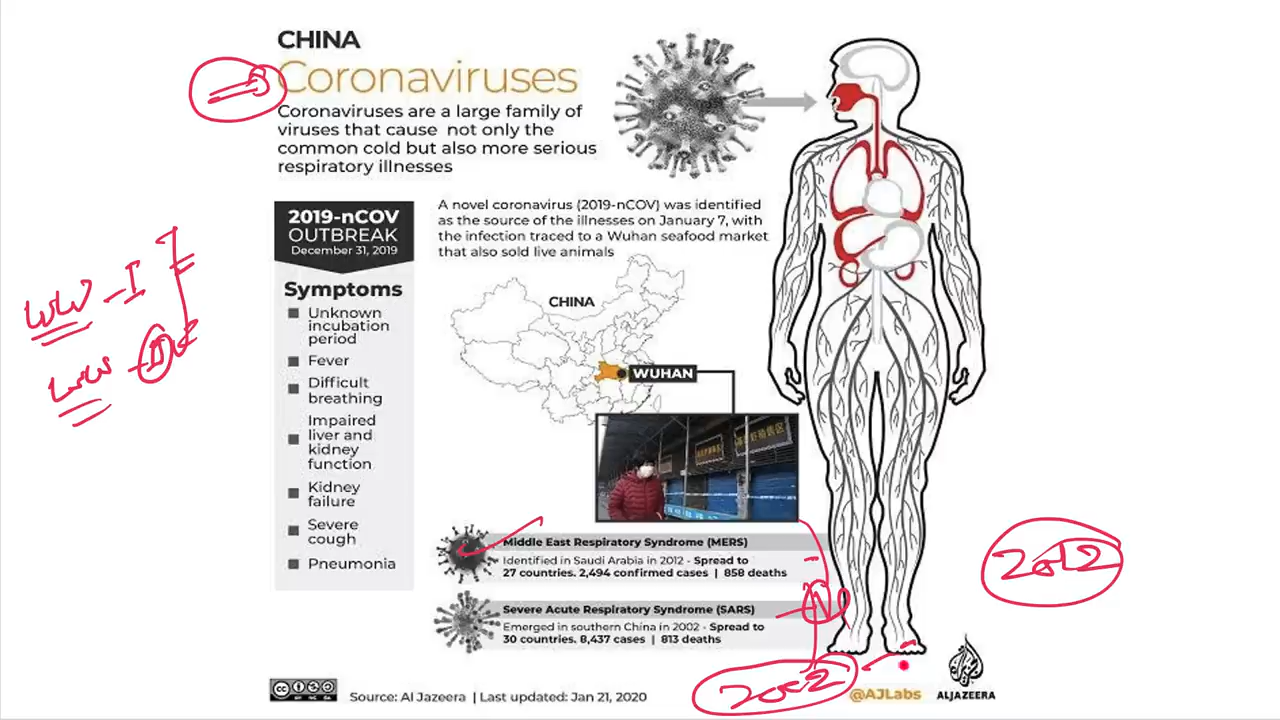 CHINA
Coronaviruses
Coronaviruses are a large family of
viruses that cause not only the
common cold but also more serious
respiratory illnesses
2019-nCOV
OUTBREAK
December 31, 2019
Symptoms
Unknown
incubation
period
Fever
Difficult
breathing
Impaired
liver and
kidney
function
Kidney
failure
Severe
cough
Pneumonia
A novel coronavirus (2019-nCOV) was identified
as the source of the illnesses on January 7, with
the infection traced to a Wuhan seafood market
that also sold live animals
CHINA
WUHAN
Middle East Respiratory Syndrome (MERS)
Identified in Saudi Arabia in 2012 - Spread to
27 countries. 2,494 confirmed cases | 858 deaths
Severe Acute Respiratory Syndrome (SARS)
Emerged in southern China in 2002 - Spread to
30 countries. 8,437 cases | 813 deaths
WW - I
WW - II
2012
2002
cc
Source: Al Jazeera | Last updated: Jan 21, 2020
@AJLabs
ALJAZEERA